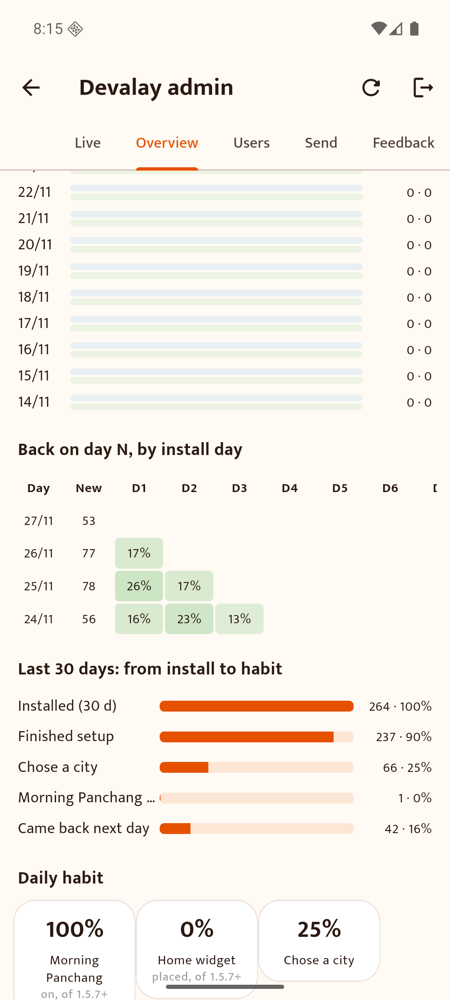 8:15
Devalay admin
Live Overview Users Send Feedback
22/11 0 · 0
21/11 0 · 0
20/11 0 · 0
19/11 0 · 0
18/11 0 · 0
17/11 0 · 0
16/11 0 · 0
15/11 0 · 0
14/11 0 · 0
Back on day N, by install day
Day New D1 D2 D3 D4 D5 D6
27/11 53
26/11 77 17%
25/11 78 26% 17%
24/11 56 16% 23% 13%
Last 30 days: from install to habit
Installed (30 d) 264 · 100%
Finished setup 237 · 90%
Chose a city 66 · 25%
Morning Panchang ... 1 · 0%
Came back next day 42 · 16%
Daily habit
100% 0% 25%
Morning Home widget Chose a city
Panchang placed, of 1.5.7+
on, of 1.5.7+